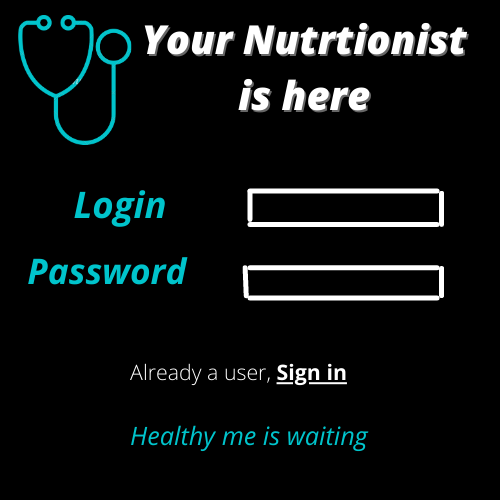 Your Nutrtionist
is here
Login
Password
Already a user, Sign in
Healthy me is waiting